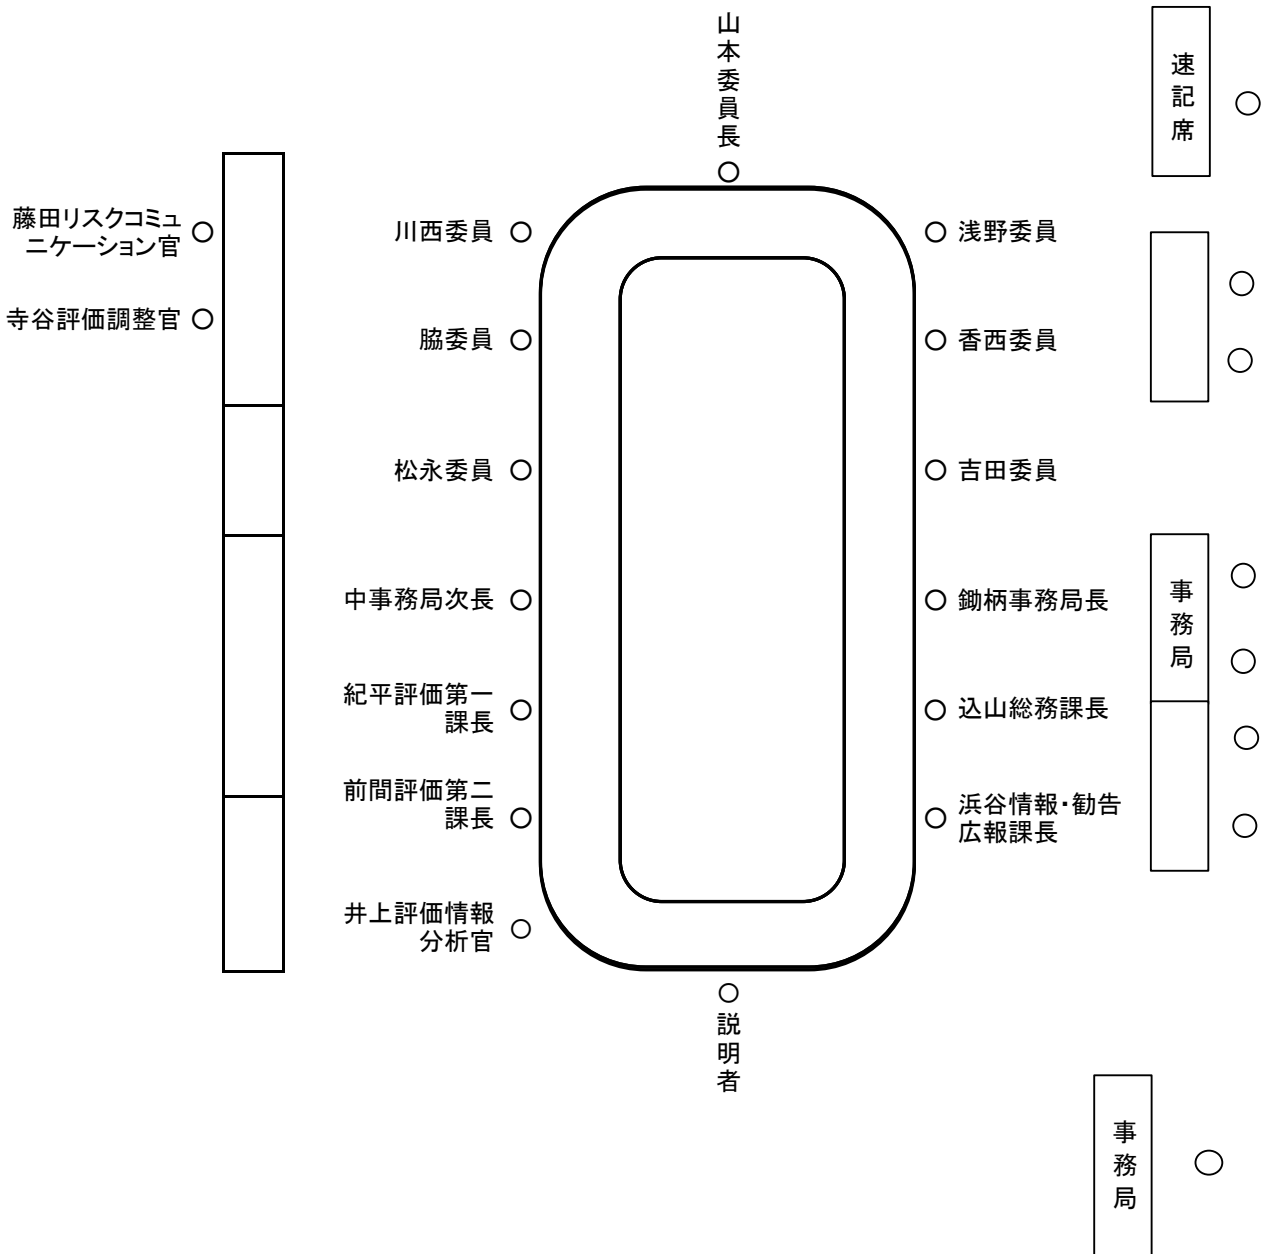 山本委員長
速記席
藤田リスクコミュ
ニケーション官
川西委員
浅野委員
寺谷評価調整官
脇委員
香西委員
松永委員
吉田委員
中事務局次長
鋤柄事務局長
事務局
紀平評価第一
課長
込山総務課長
前間評価第二
課長
浜谷情報・勧告
広報課長
井上評価情報
分析官
説明者
事務局